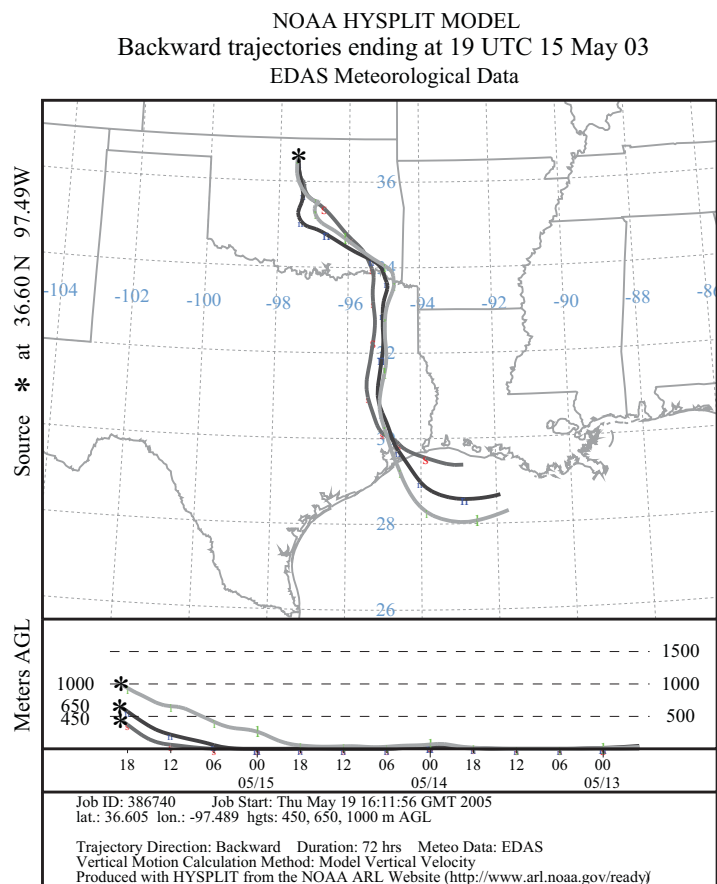 NOAA HYSPLIT MODEL
Backward trajectories ending at 19 UTC 15 May 03
EDAS Meteorological Data
Source * at 36.60 N 97.49W
36
-104 -102 -100 -98 -96 -94 -92 -90 -88
28
26
Meters AGL
1500
1000 1000
650
450 500
18 12 06 00 18 12 06 00 18 12 06 00
05/15 05/14 05/13
Job ID: 386740 Job Start: Thu May 19 16:11:56 GMT 2005
lat.: 36.605 lon.: -97.489 hgts: 450, 650, 1000 m AGL
Trajectory Direction: Backward Duration: 72 hrs Meteo Data: EDAS
Vertical Motion Calculation Method: Model Vertical Velocity
Produced with HYSPLIT from the NOAA ARL Website (http://www.arl.noaa.gov/ready)